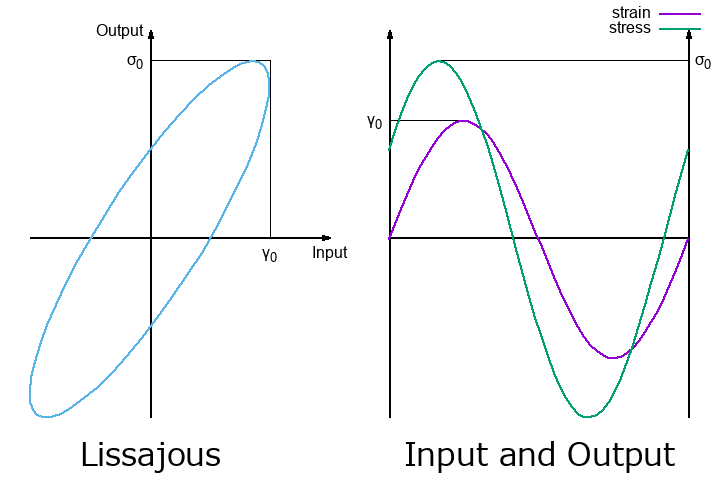 Output
σ0
γ0
Input
Lissajous
strain
stress
σ0
γ0
Input and Output